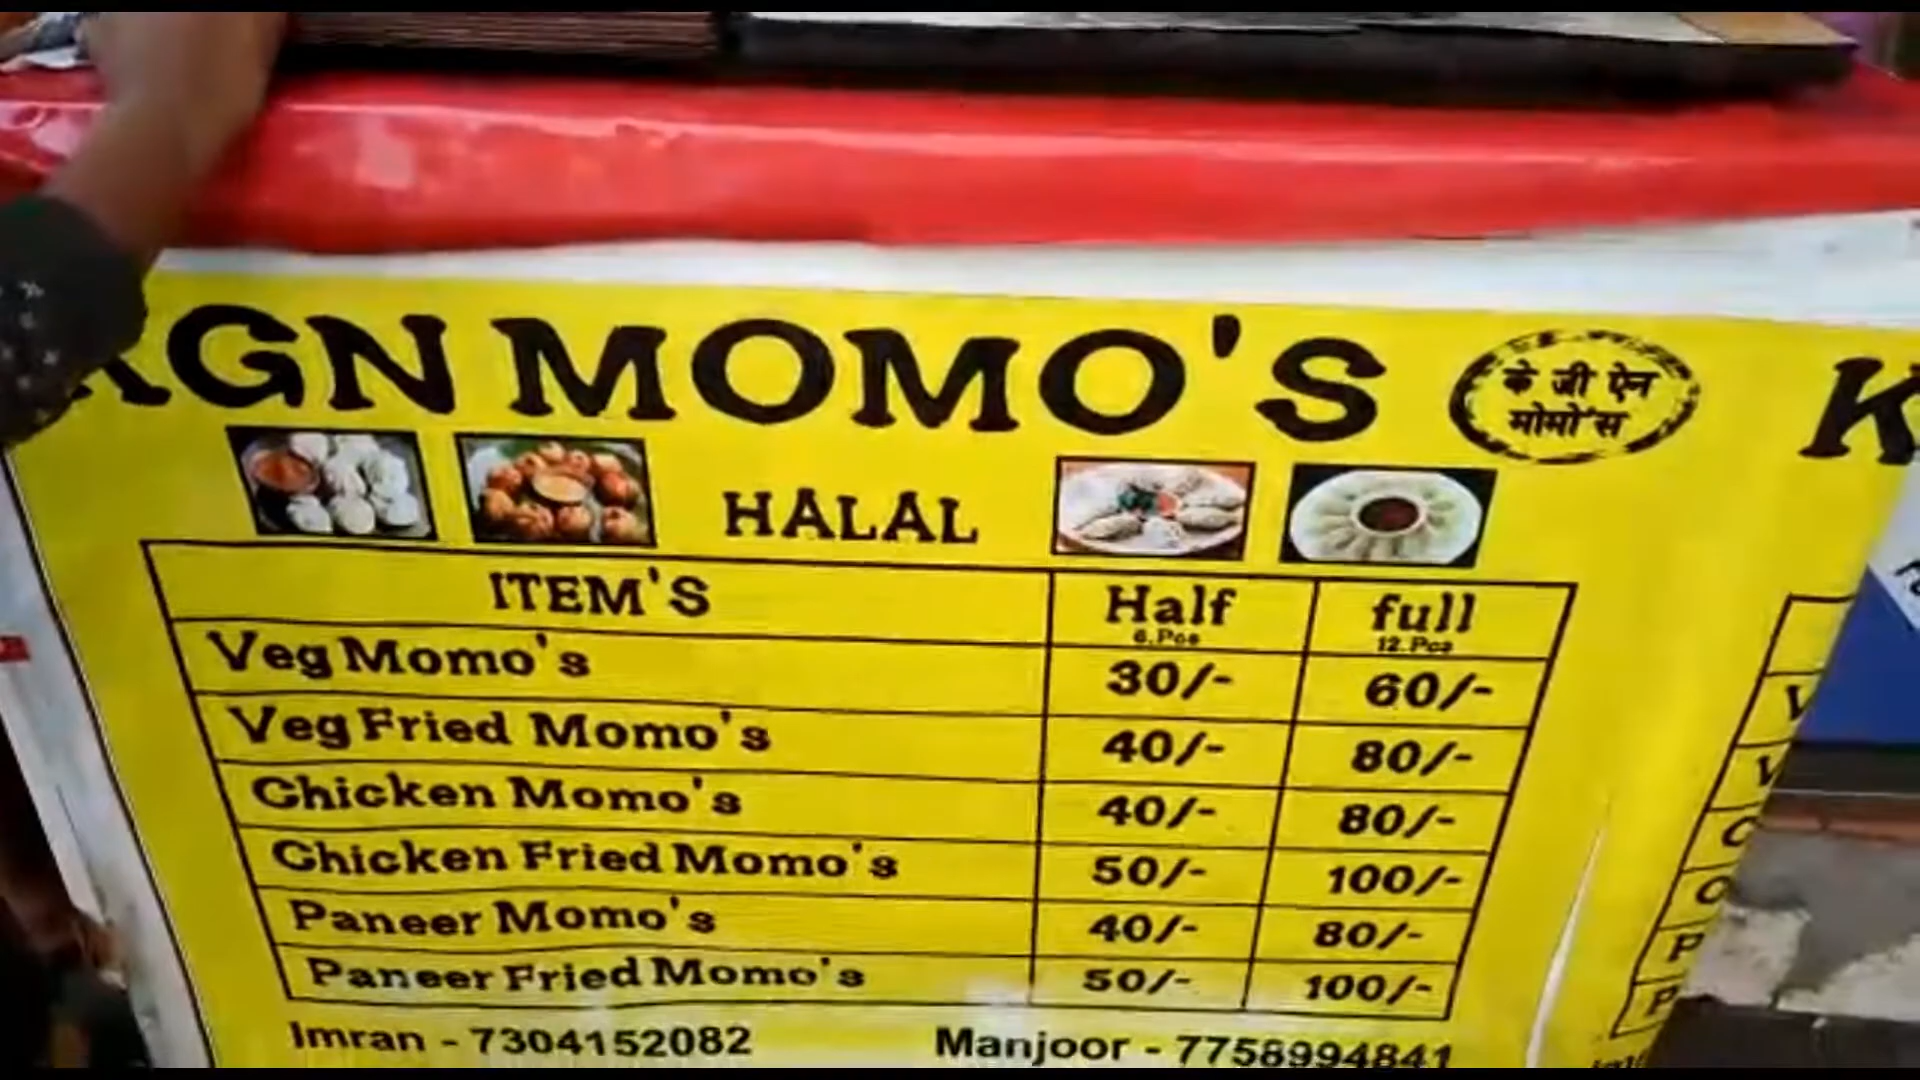 KGN MOMO'S
के जी ऐन
मोमो'स
HALAL
ITEM'S Half full
6.Pcs 12.Pcs
Veg Momo's 30/- 60/-
Veg Fried Momo's 40/- 80/-
Chicken Momo's 40/- 80/-
Chicken Fried Momo's 50/- 100/-
Paneer Momo's 40/- 80/-
Paneer Fried Momo's 50/- 100/-
Imran - 7304152082 Manjoor - 7758994841
K
V
V
C
C
P
P